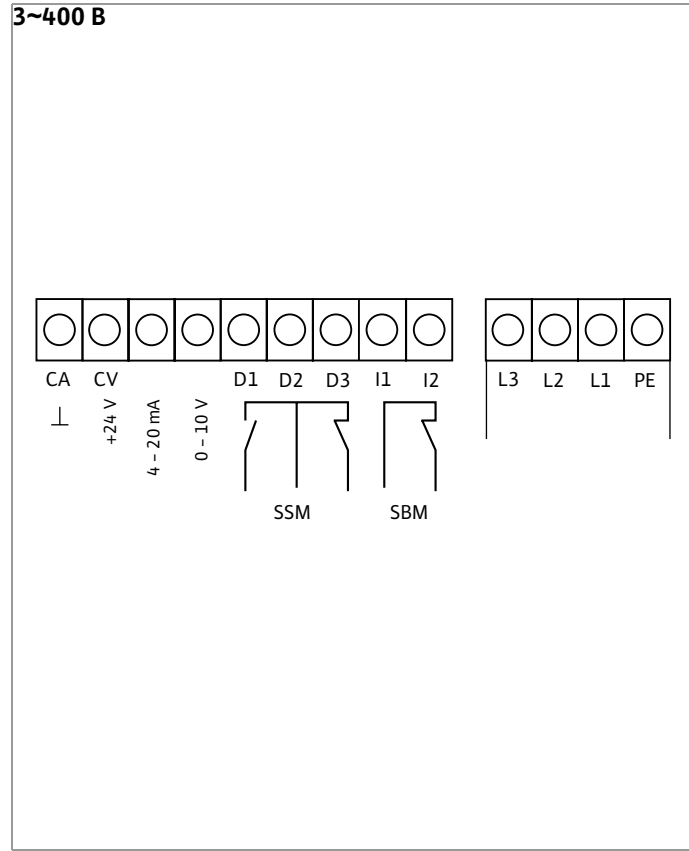 3~400 В
CA CV D1 D2 D3 I1 I2 L3 L2 L1 PE
+24 V
4 – 20 mA
0 – 10 V
SSM SBM